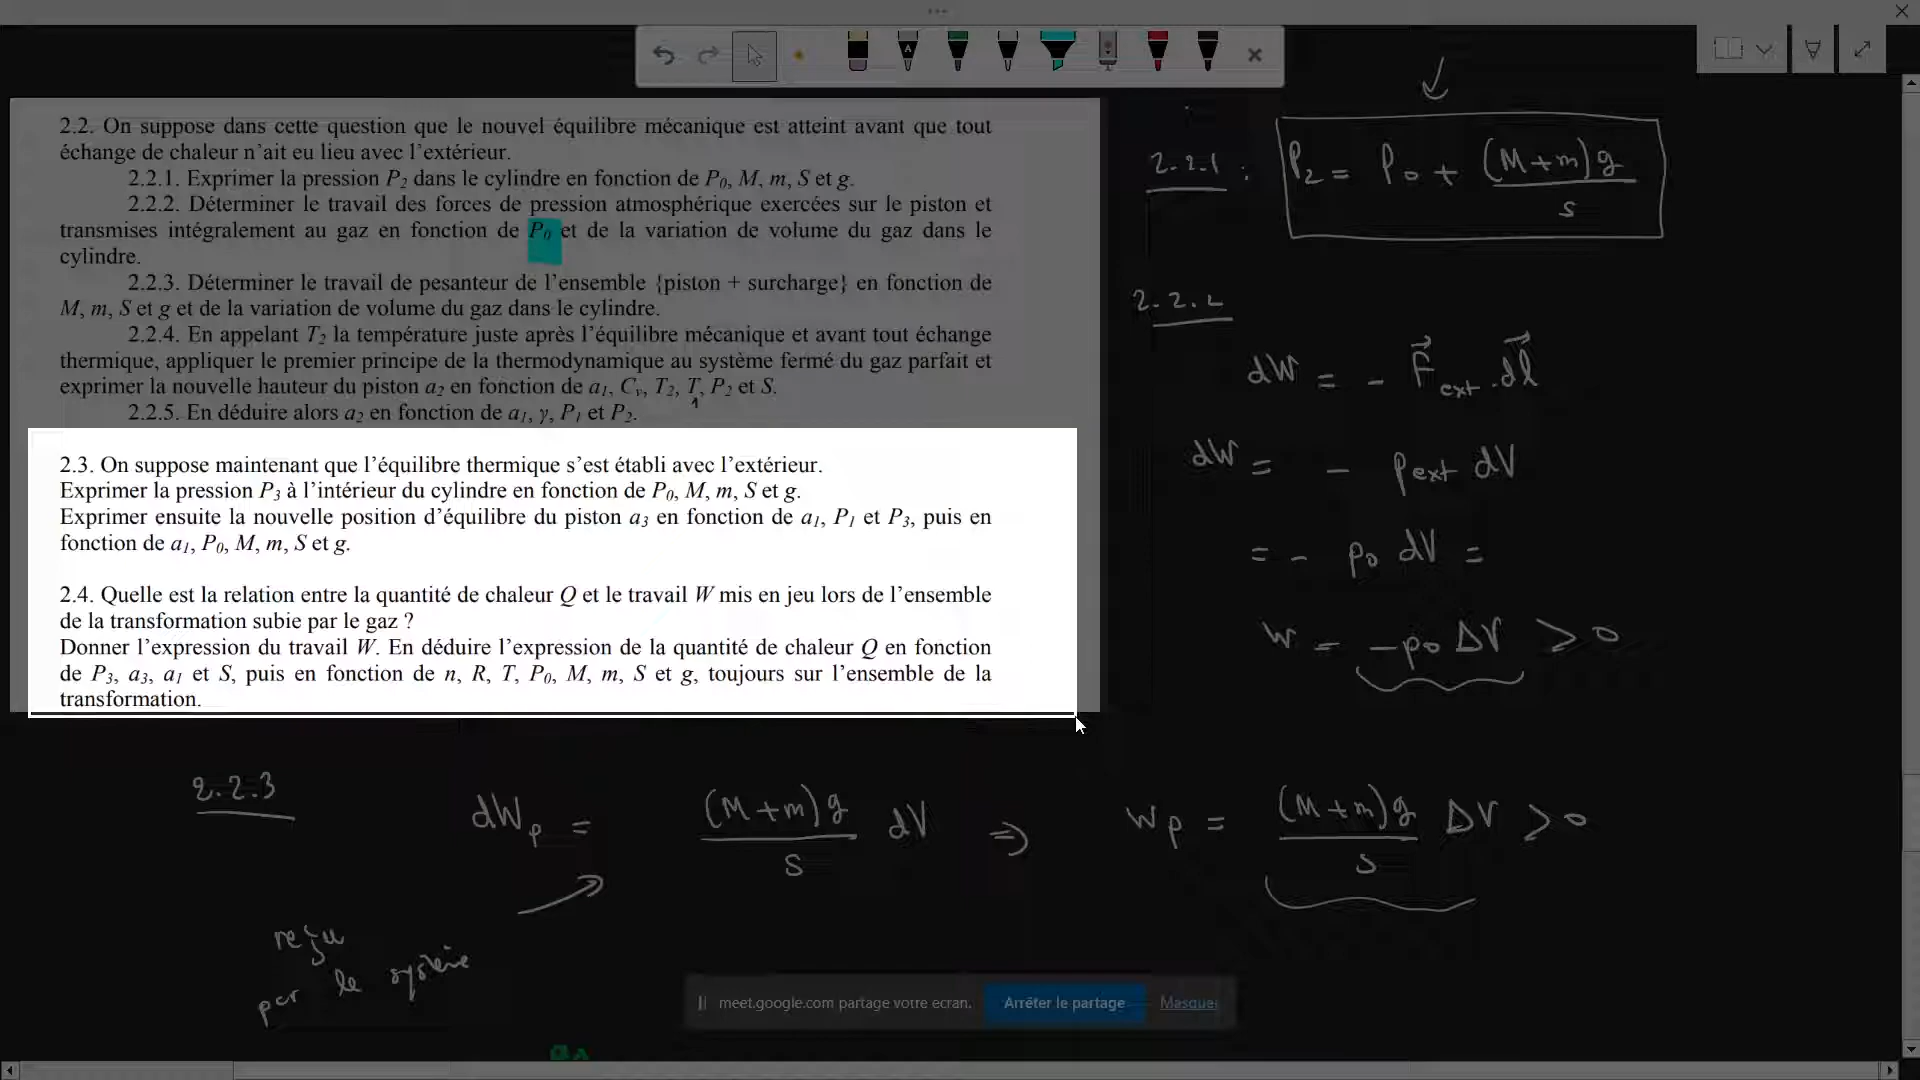 2.2. On suppose dans cette question que le nouvel équilibre mécanique est atteint avant que tout
échange de chaleur n'ait eu lieu avec l'extérieur.
2.2.1. Exprimer la pression P2 dans le cylindre en fonction de P0, M, m, S et g.
2.2.2. Déterminer le travail des forces de pression atmosphérique exercées sur le piston et
transmises intégralement au gaz en fonction de P0 et de la variation de volume du gaz dans le
cylindre.
2.2.3. Déterminer le travail de pesanteur de l'ensemble {piston + surcharge} en fonction de
M, m, S et g et de la variation de volume du gaz dans le cylindre.
2.2.4. En appelant T2 la température juste après l'équilibre mécanique et avant tout échange
thermique, appliquer le premier principe de la thermodynamique au système fermé du gaz parfait et
exprimer la nouvelle hauteur du piston a2 en fonction de a1, Cv, T2, T1, P2 et S.
2.2.5. En déduire alors a2 en fonction de a1, γ, P1 et P2.
2.3. On suppose maintenant que l'équilibre thermique s'est établi avec l'extérieur.
Exprimer la pression P3 à l'intérieur du cylindre en fonction de P0, M, m, S et g.
Exprimer ensuite la nouvelle position d'équilibre du piston a3 en fonction de a1, P1 et P3, puis en
fonction de a1, P0, M, m, S et g.
2.4. Quelle est la relation entre la quantité de chaleur Q et le travail W mis en jeu lors de l'ensemble
de la transformation subie par le gaz ?
Donner l'expression du travail W. En déduire l'expression de la quantité de chaleur Q en fonction
de P3, a3, a1 et S, puis en fonction de n, R, T, P0, M, m, S et g, toujours sur l'ensemble de la
transformation.
2.2.1 : P2 = P0 + (M+m)g / S
2.2.2
dW = - F⃗ext . dl⃗
dW = - Pext dV
= - P0 dV =
W = -P0 ΔV > 0
2.2.3 dWp = (M+m)g / S dV => Wp = (M+m)g / S ΔV > 0
reçu
par le système
meet.google.com partage votre écran. Arrêter le partage Masquer